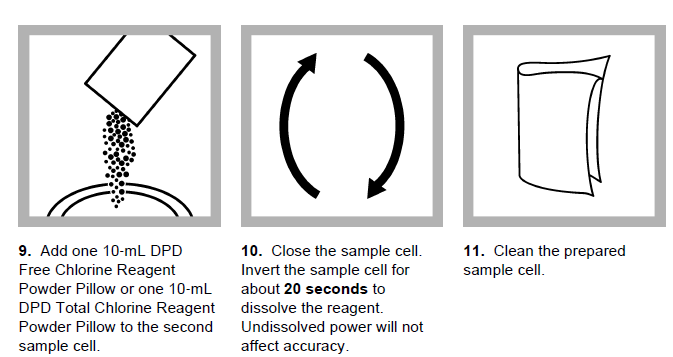 9. Add one 10-mL DPD
Free Chlorine Reagent
Powder Pillow or one 10-mL
DPD Total Chlorine Reagent
Powder Pillow to the second
sample cell.
10. Close the sample cell.
Invert the sample cell for
about 20 seconds to
dissolve the reagent.
Undissolved power will not
affect accuracy.
11. Clean the prepared
sample cell.